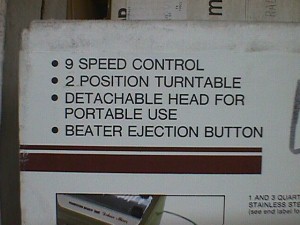 • 9 SPEED CONTROL
• 2 POSITION TURNTABLE
• DETACHABLE HEAD FOR
PORTABLE USE
• BEATER EJECTION BUTTON
1 AND 3 QUART
STAINLESS STE
(see end label fo